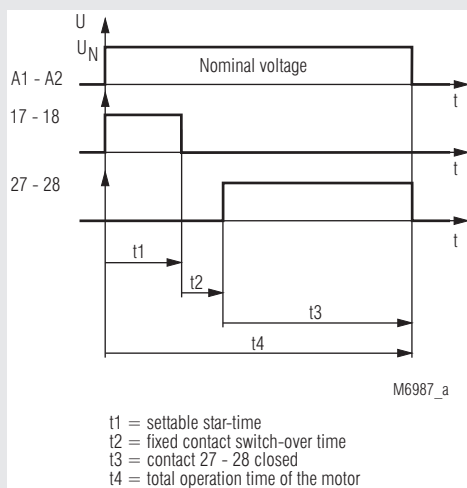 U
U_N
A1 - A2
Nominal voltage
t
17 - 18
t
27 - 28
t
t1
t2
t3
t4
M6987_a
t1 = settable star-time
t2 = fixed contact switch-over time
t3 = contact 27 - 28 closed
t4 = total operation time of the motor